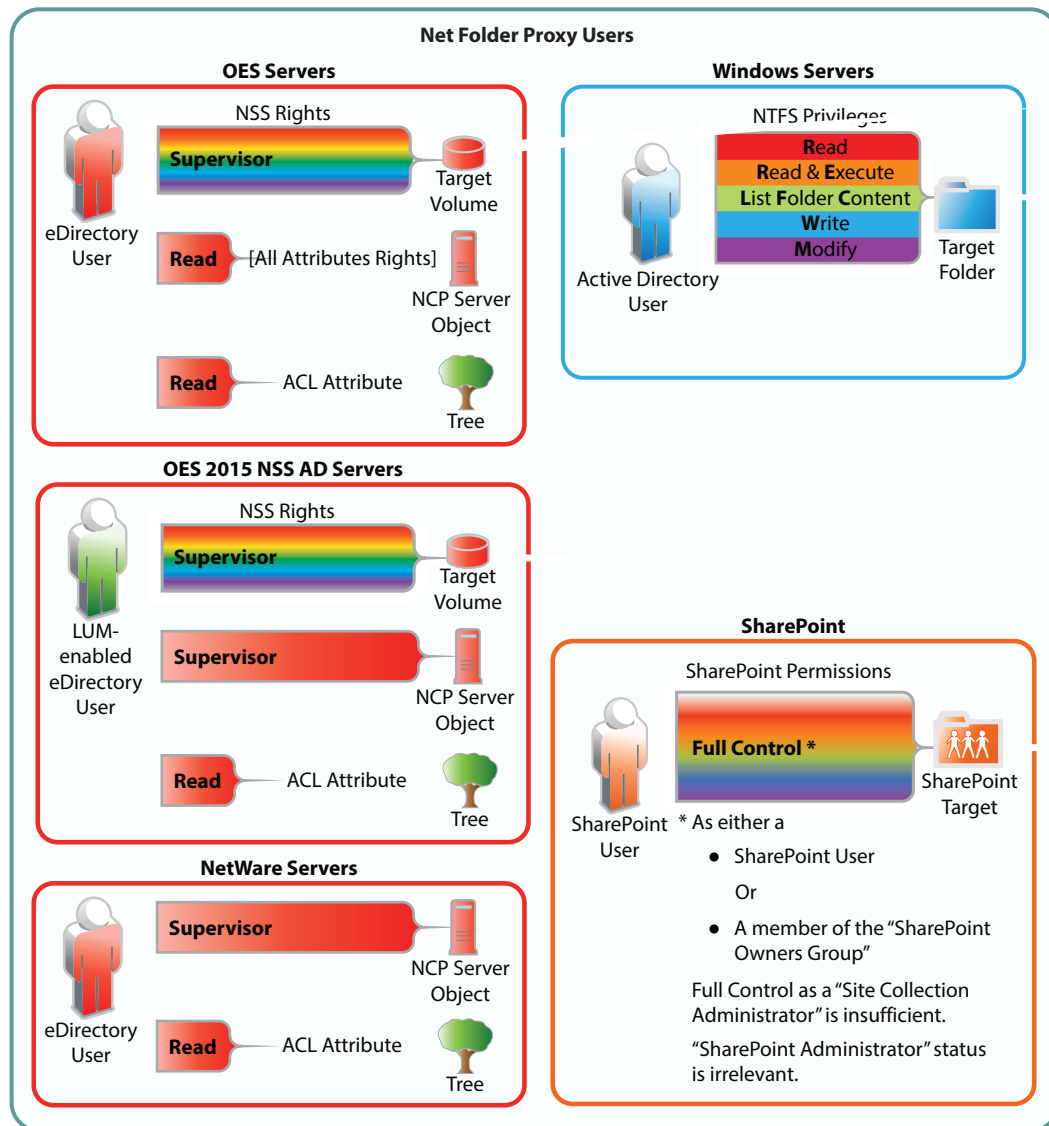 Net Folder Proxy Users
OES Servers
NSS Rights
Supervisor
Target
Volume
eDirectory
User
Read
[All Attributes Rights]
NCP Server
Object
Read
ACL Attribute
Tree
Windows Servers
NTFS Privileges
Read
Read & Execute
List Folder Content
Write
Modify
Active Directory
User
Target
Folder
OES 2015 NSS AD Servers
NSS Rights
Supervisor
Target
Volume
LUM-
enabled
eDirectory
User
Supervisor
NCP Server
Object
Read
ACL Attribute
Tree
SharePoint
SharePoint Permissions
Full Control *
SharePoint
User
SharePoint
Target
* As either a
● SharePoint User
Or
● A member of the “SharePoint
Owners Group”
Full Control as a “Site Collection
Administrator” is insufficient.
“SharePoint Administrator” status
is irrelevant.
NetWare Servers
Supervisor
NCP Server
Object
eDirectory
User
Read
ACL Attribute
Tree